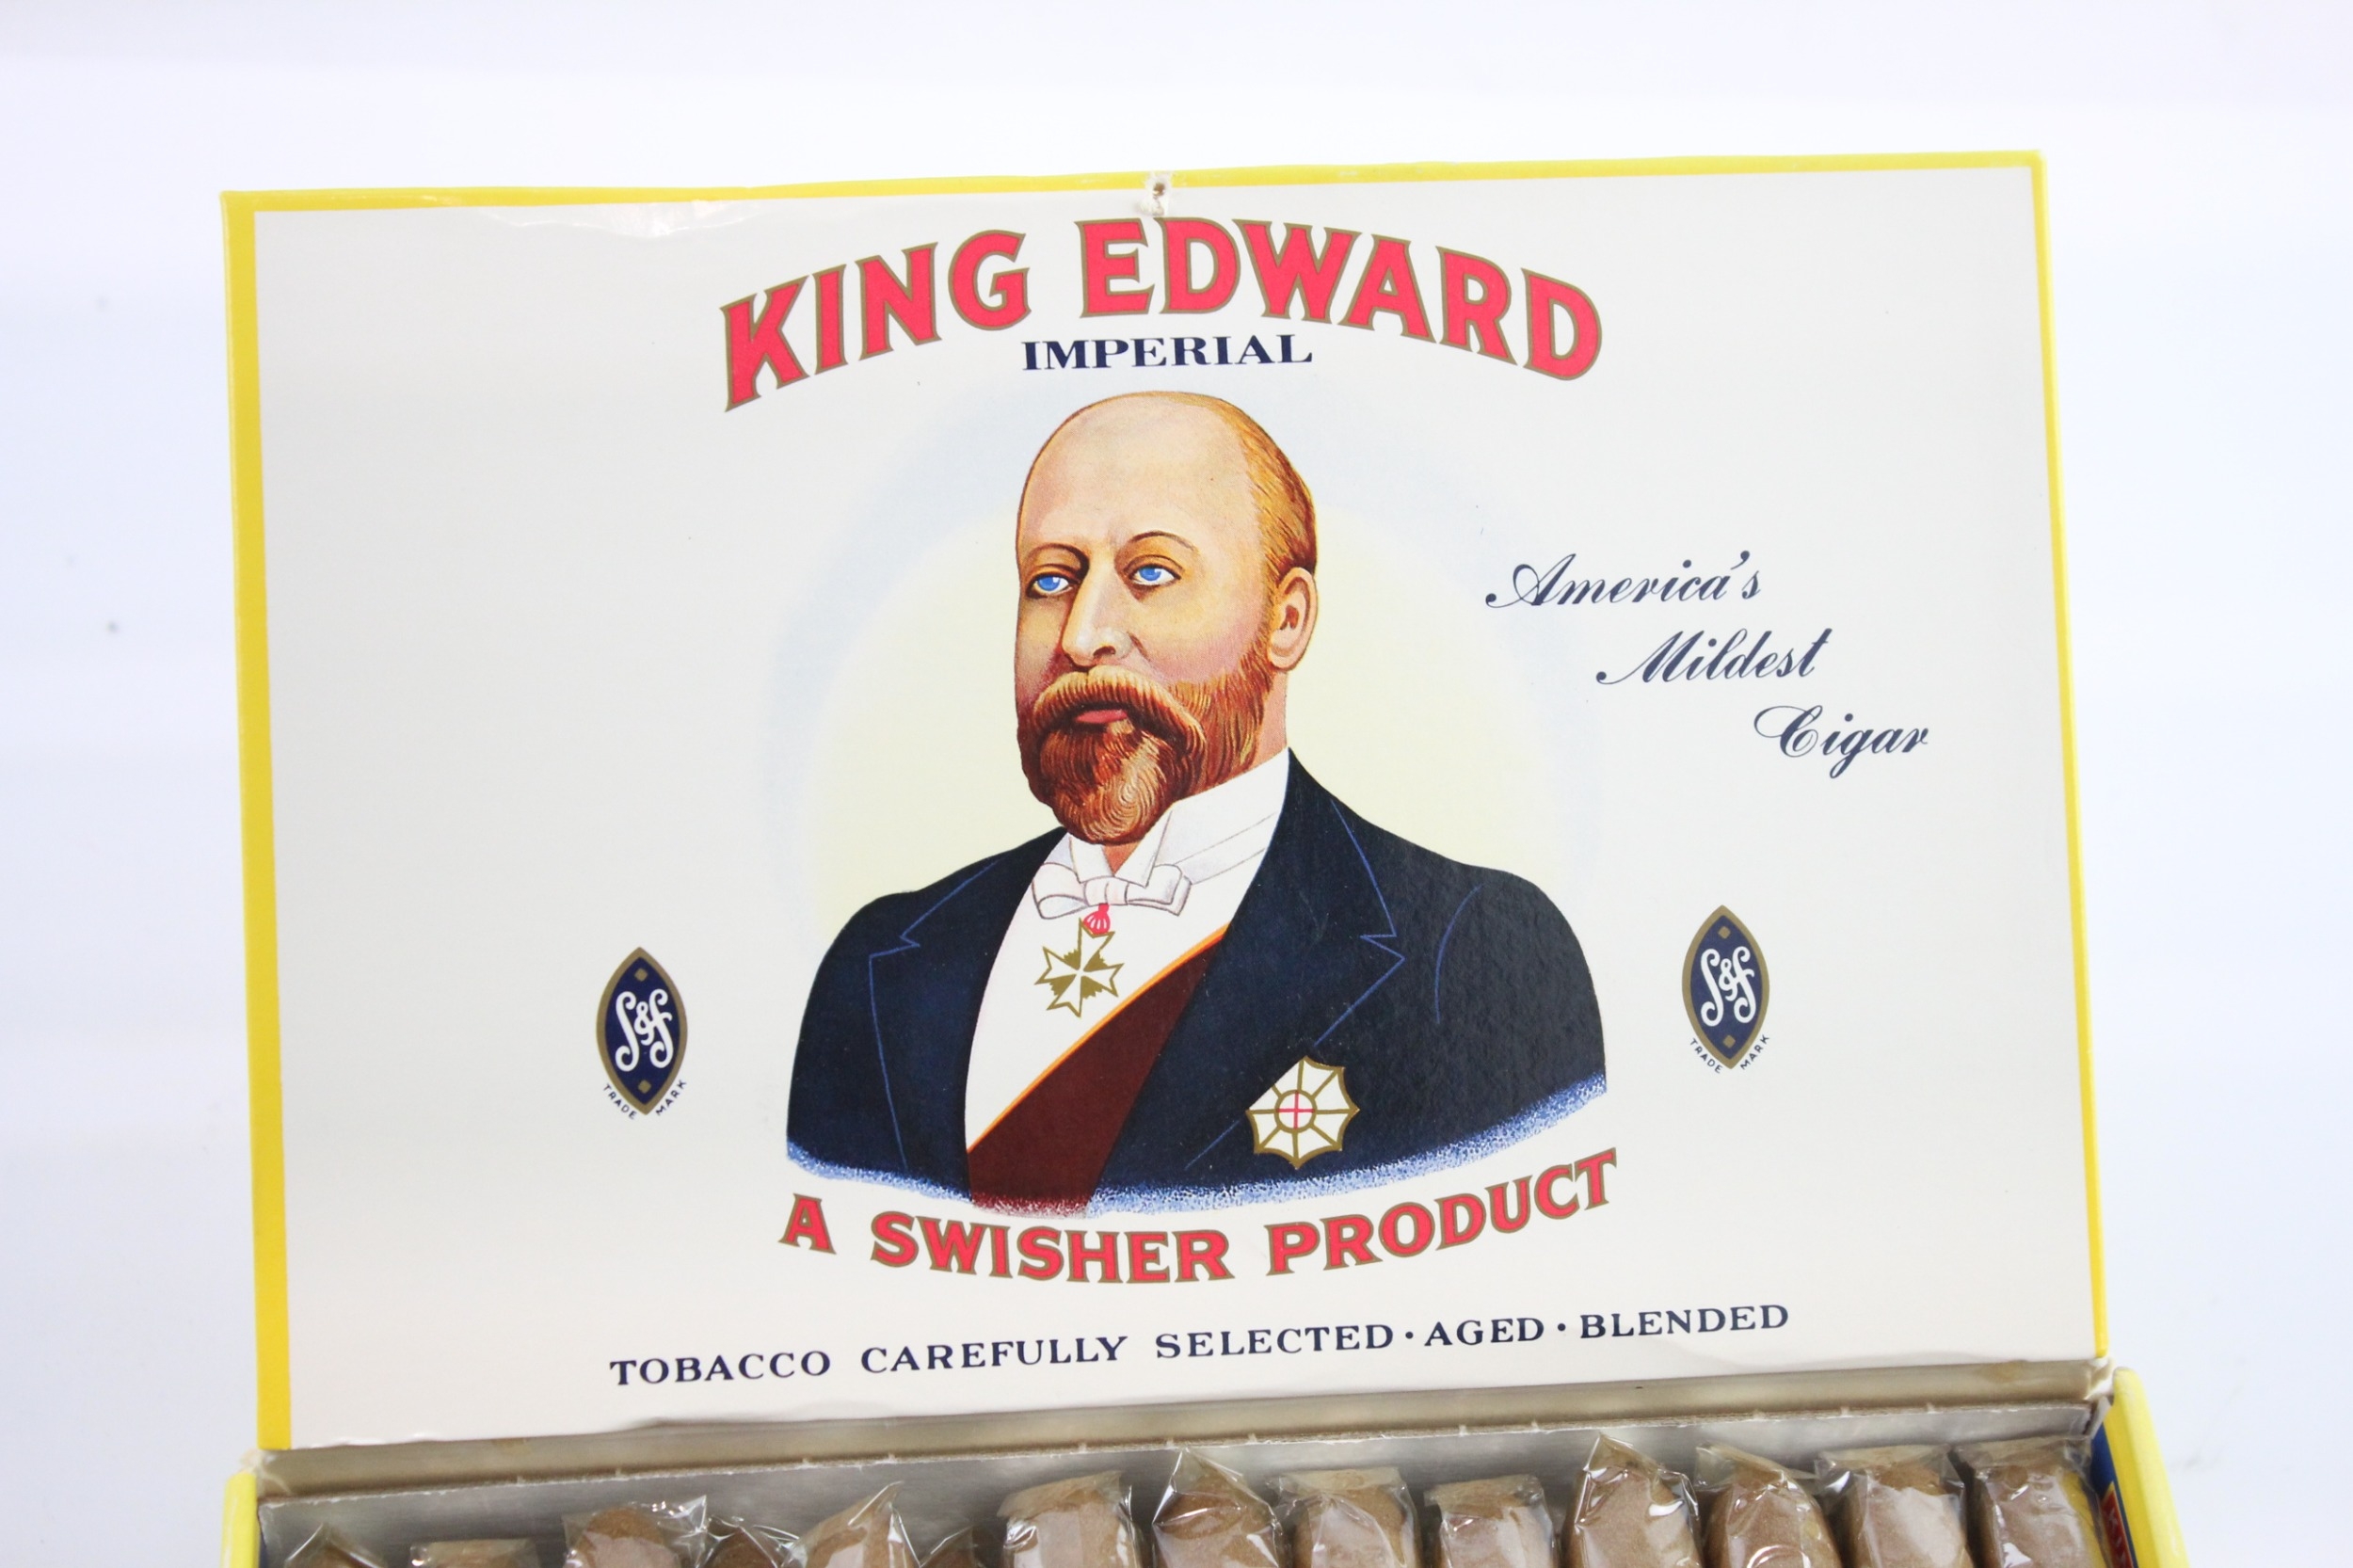 KING EDWARD
IMPERIAL
America's
Mildest
Cigar
S&S
TRADE MARK
S&S
TRADE MARK
A SWISHER PRODUCT
TOBACCO CAREFULLY SELECTED · AGED · BLENDED